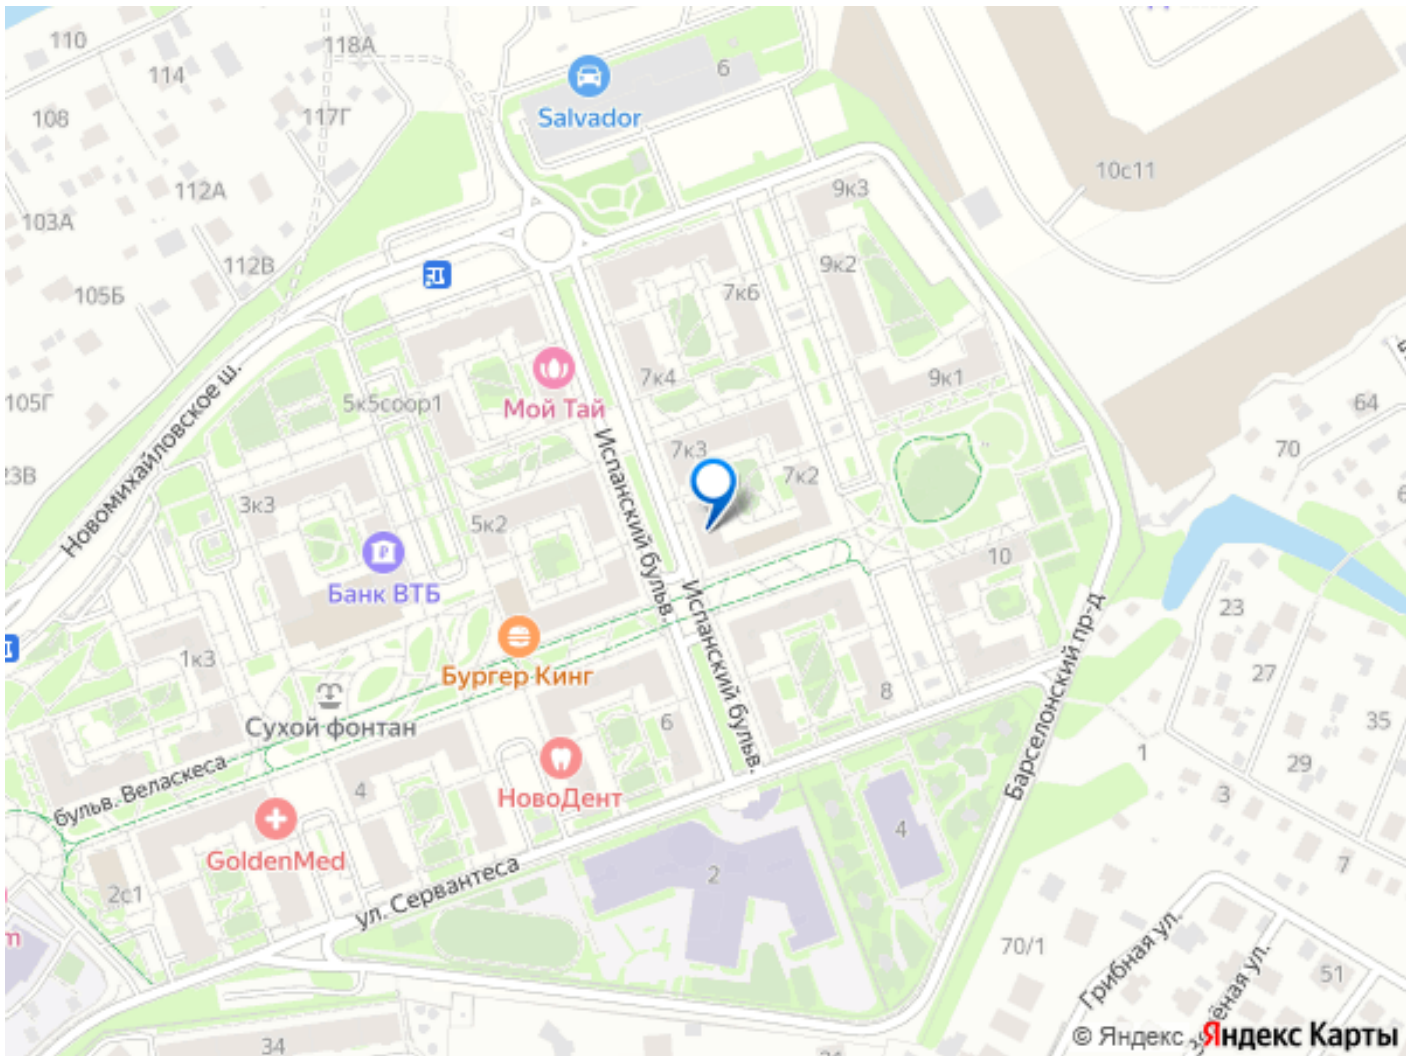 110
118А
114
6
Salvador
117Г
108
10с11
112А
9к3
103А
112В
9к2
105Б
7к6
7к4
9к1
105Г
5к5соор1
Мой Тай
64
Новомихайловское ш.
Испанский бульв.
7к3
70
7к2
3В
3к3
5к2
10
Банк ВТБ
Испанский бульв.
23
Барселонский пр-д
Бургер Кинг
1к3
27
8
Сухой фонтан
6
35
бульв. Веласкеса
1
29
НовоДент
4
3
4
GoldenMed
7
2
2с1
ул. Сервантеса
m
70/1
Грибная ул.
51
© Яндекс
Яндекс Карты
34